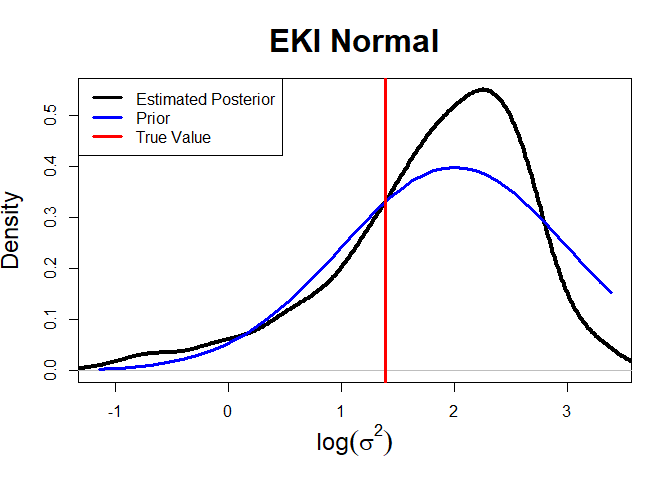 EKI Normal
Estimated Posterior
Prior
True Value
Density
0.0 0.1 0.2 0.3 0.4 0.5
-1 0 1 2 3
log(σ²)